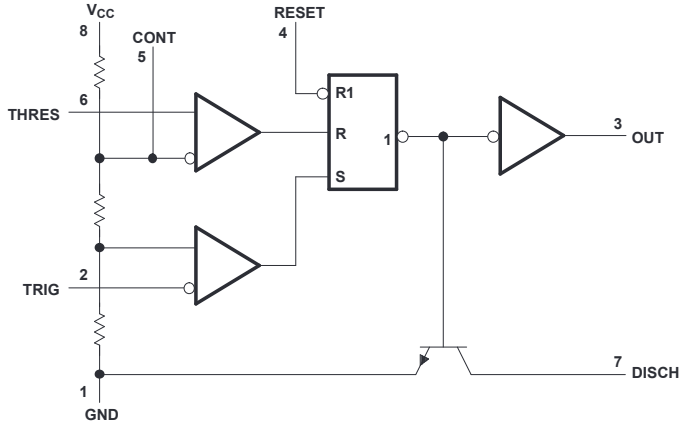 VCC
8
CONT
5
RESET
4
6
THRES
R1
R
1
S
3
OUT
2
TRIG
7
DISCH
1
GND